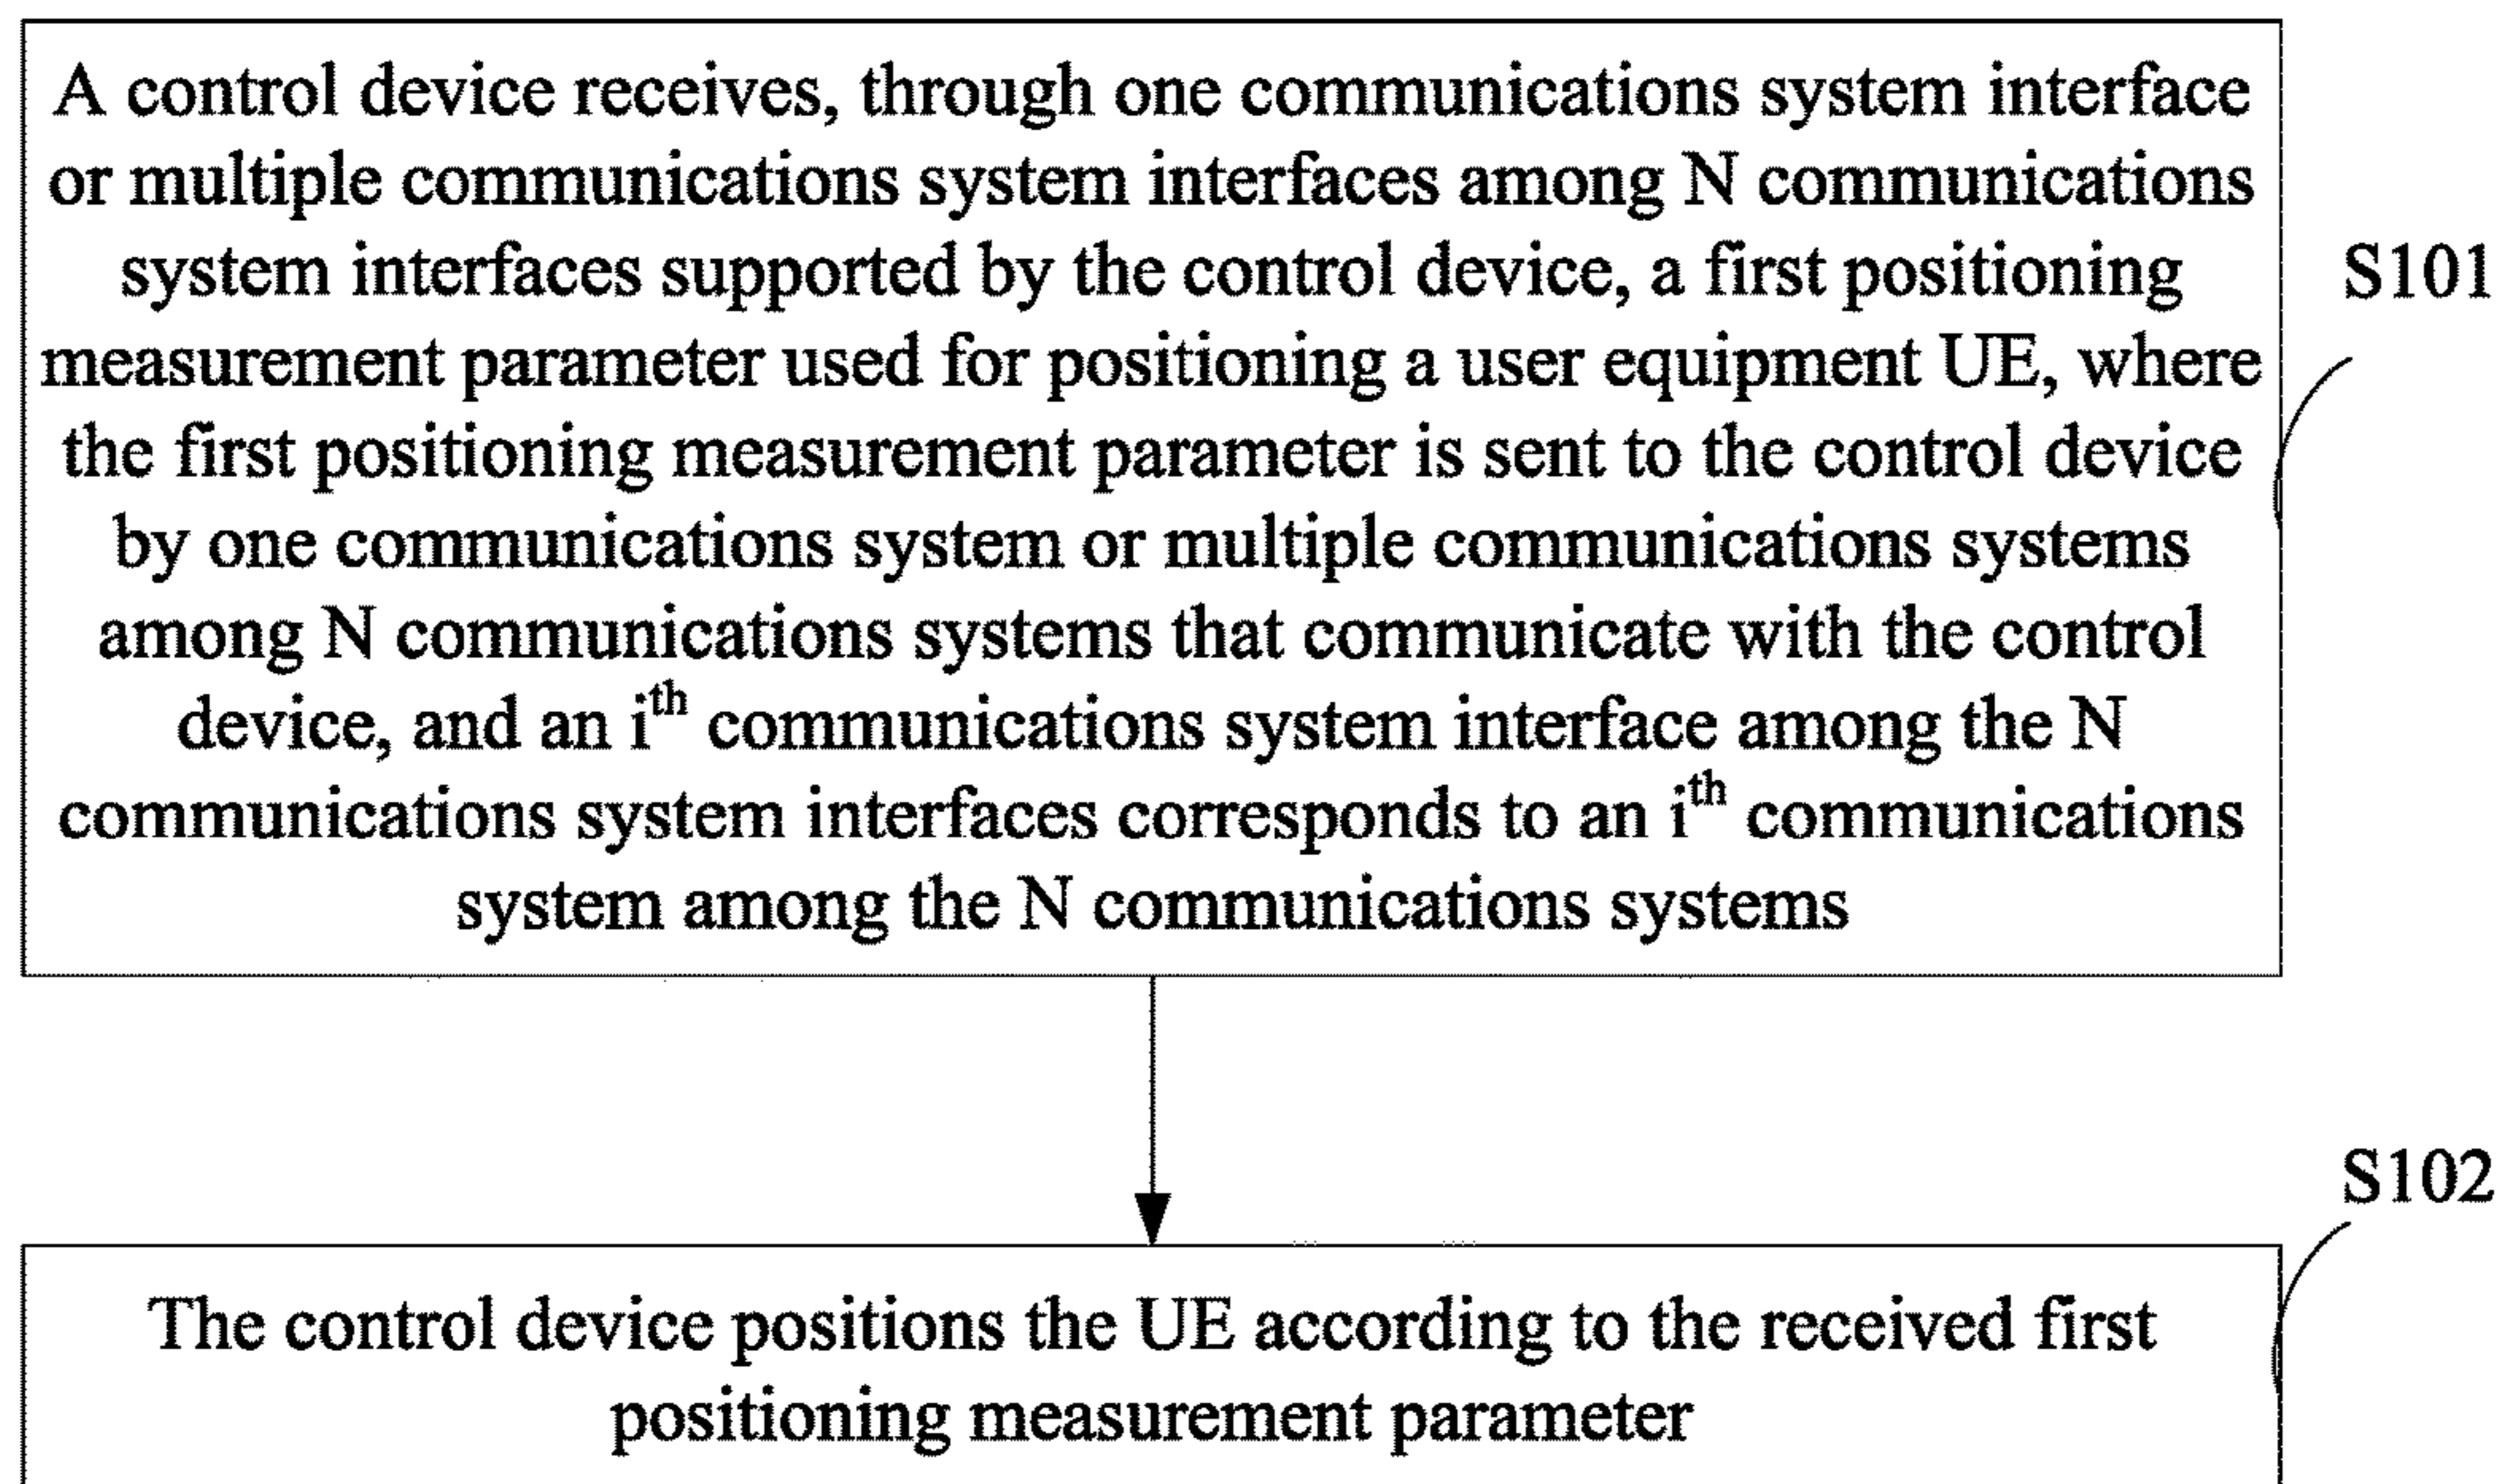 A control device receives, through one communications system interface
or multiple communications system interfaces among N communications
system interfaces supported by the control device, a first positioning
measurement parameter used for positioning a user equipment UE, where
the first positioning measurement parameter is sent to the control device
by one communications system or multiple communications systems
among N communications systems that communicate with the control
device, and an i^th communications system interface among the N
communications system interfaces corresponds to an i^th communications
system among the N communications systems
S101
S102
The control device positions the UE according to the received first
positioning measurement parameter